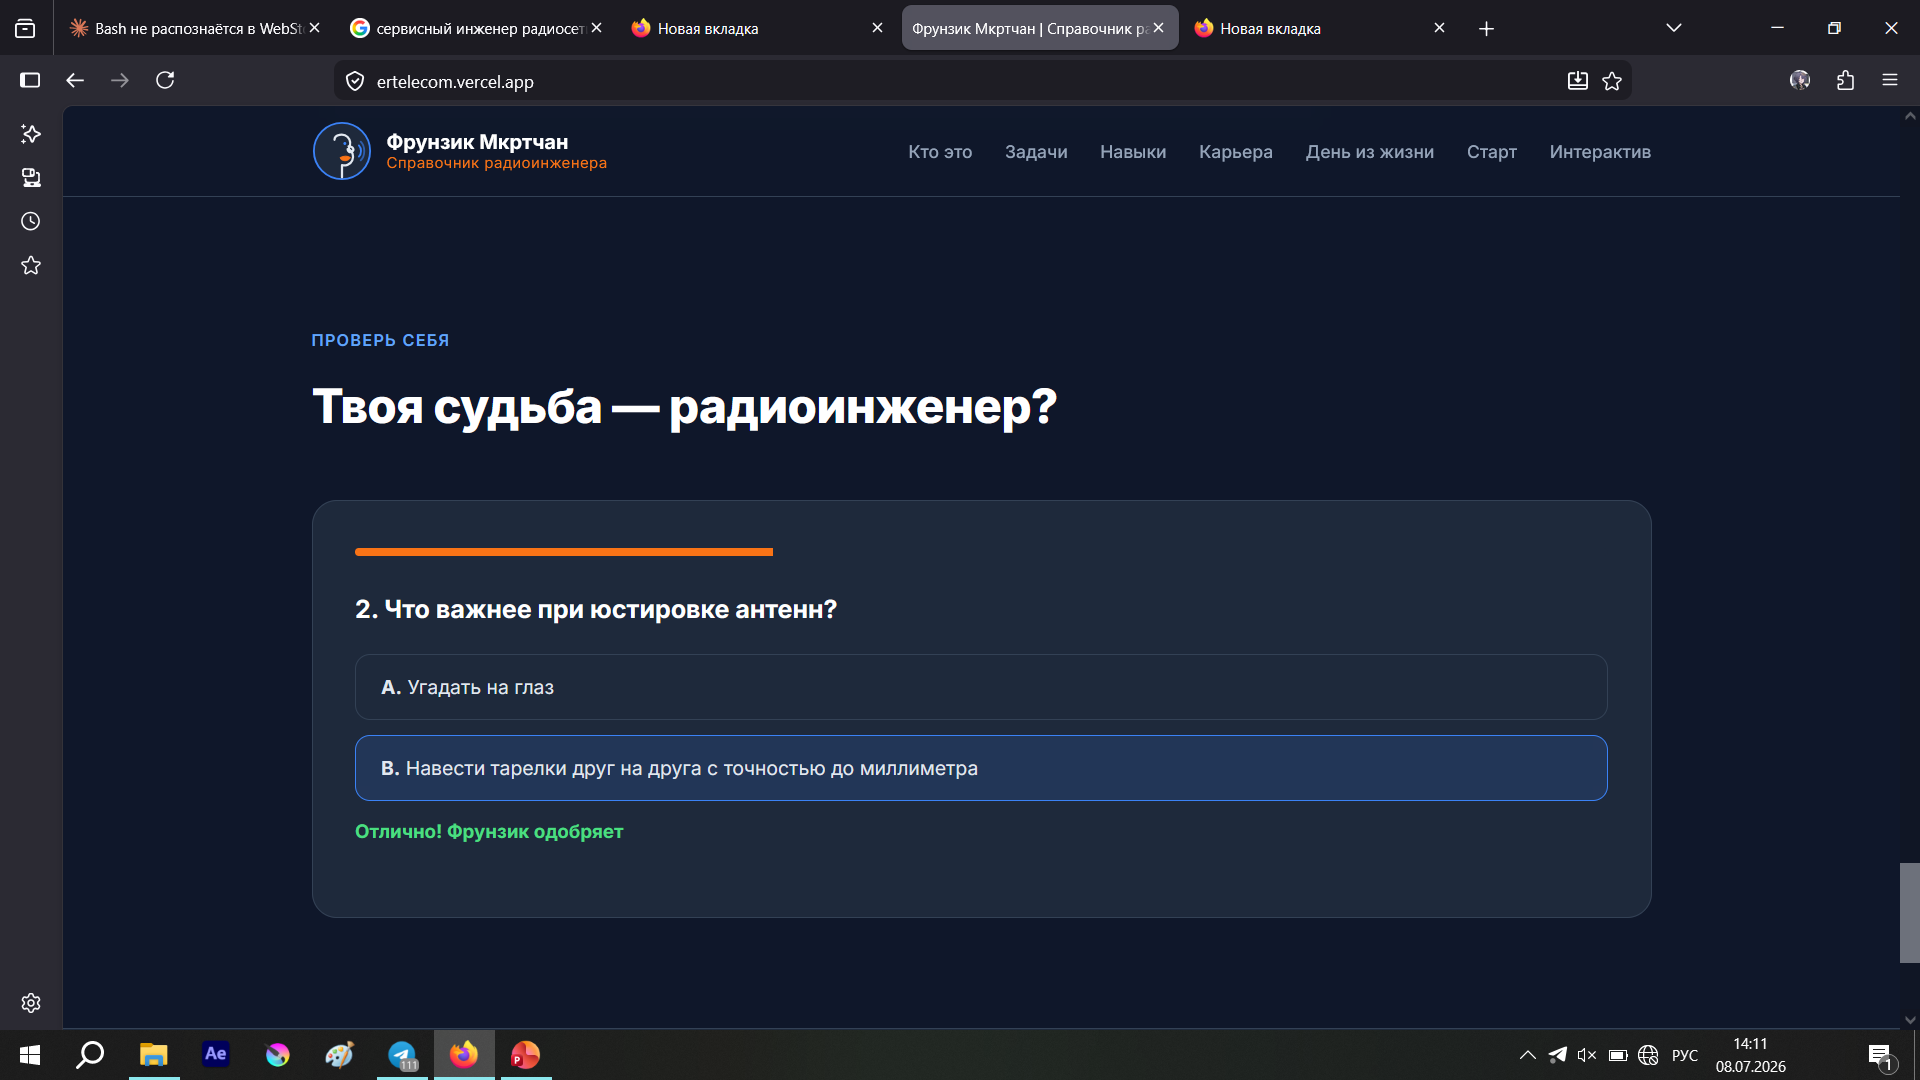 Bash не распознаётся в WebSt
сервисный инженер радиосет
Новая вкладка
Фрунзик Мкртчан | Справочник ра
Новая вкладка
ertelecom.vercel.app
Фрунзик Мкртчан
Справочник радиоинженера
Кто это
Задачи
Навыки
Карьера
День из жизни
Старт
Интерактив
ПРОВЕРЬ СЕБЯ
Твоя судьба — радиоинженер?
2. Что важнее при юстировке антенн?
A. Угадать на глаз
B. Навести тарелки друг на друга с точностью до миллиметра
Отлично! Фрунзик одобряет
Ae
111
P
РУС
14:11
08.07.2026
1